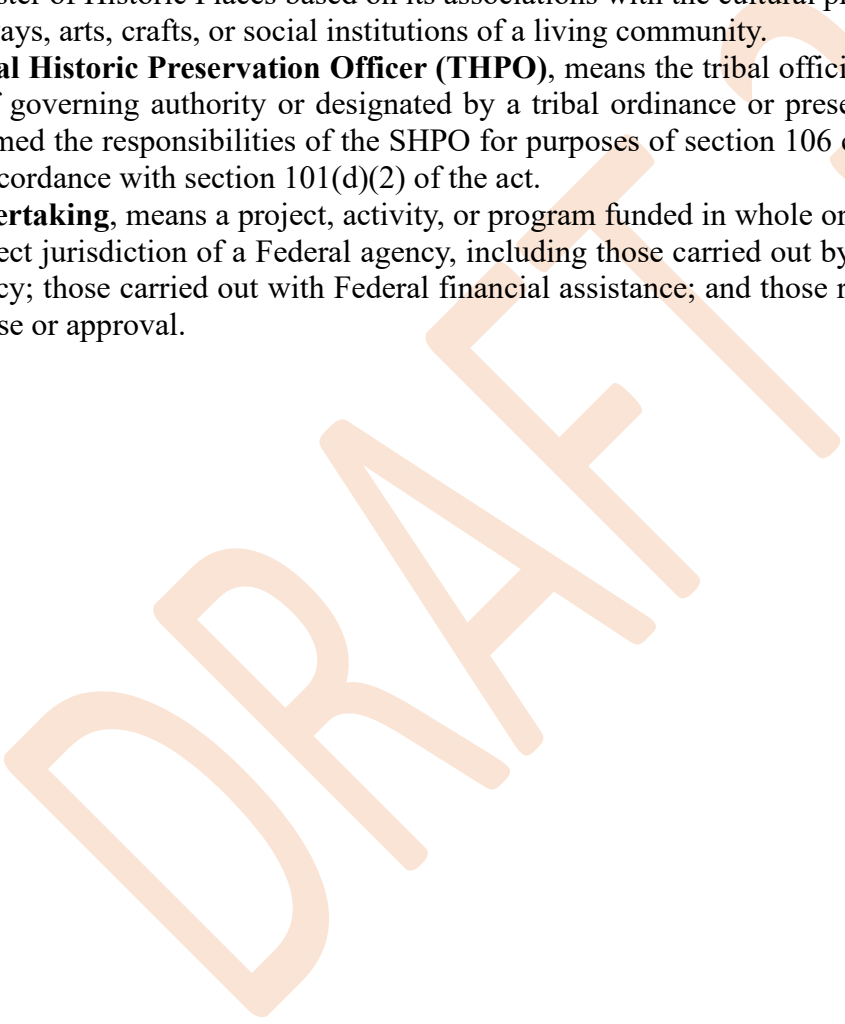 ster of Historic Places based on its associations with the cultural p
ays, arts, crafts, or social institutions of a living community.
al Historic Preservation Officer (THPO), means the tribal offici
f governing authority or designated by a tribal ordinance or prese
med the responsibilities of the SHPO for purposes of section 106
cordance with section 101(d)(2) of the act.
ertaking, means a project, activity, or program funded in whole or
ect jurisdiction of a Federal agency, including those carried out by
cy; those carried out with Federal financial assistance; and those r
se or approval.
DRAFT